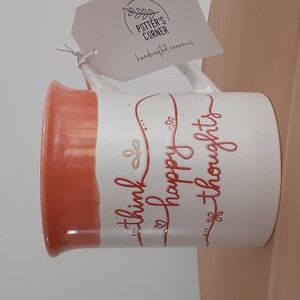 POTTER'S
CORNER
handcrafted ceramics
think
happy
thoughts